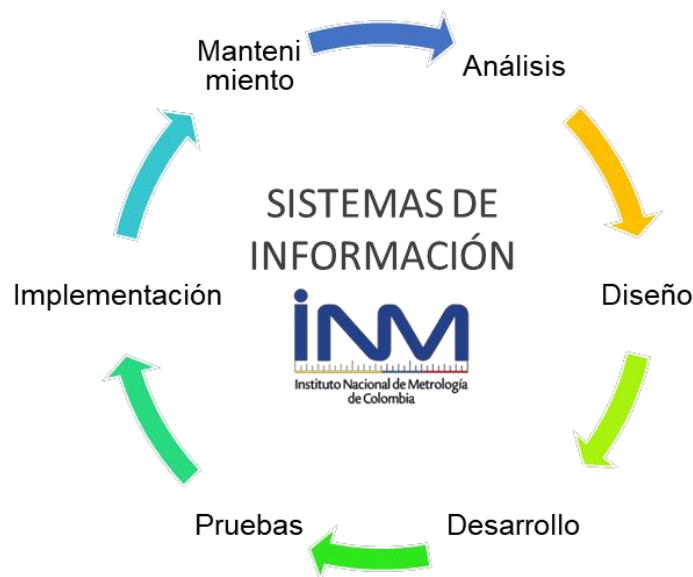 Manteni
miento
Análisis
SISTEMAS DE
INFORMACIÓN
Implementación
Diseño
iNM
Instituto Nacional de Metrología
de Colombia
Pruebas
Desarrollo